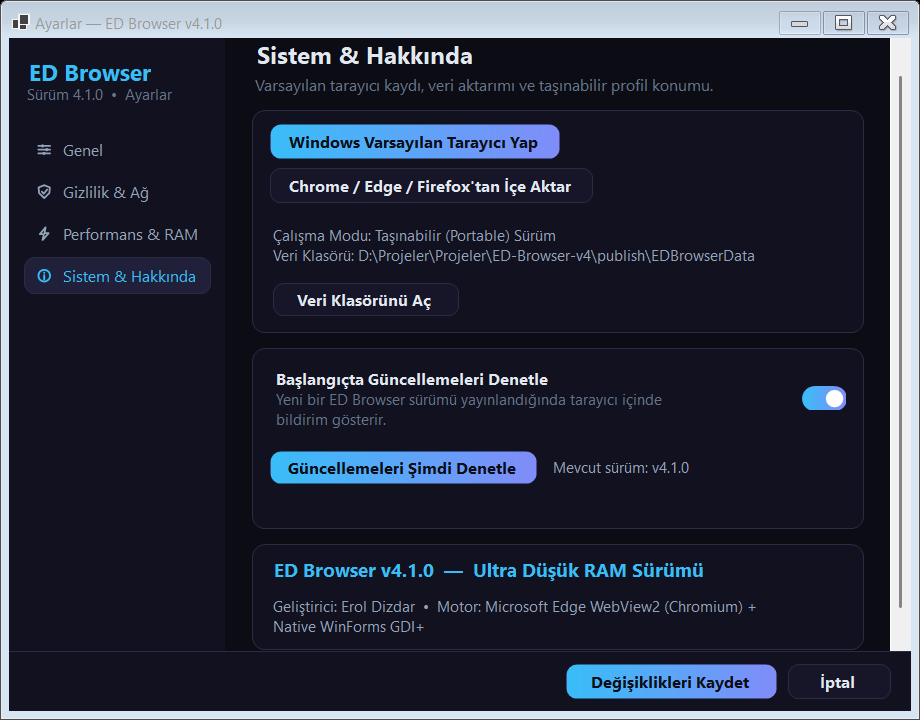 Ayarlar — ED Browser v4.1.0
ED Browser
Sürüm 4.1.0 • Ayarlar
Genel
Gizlilik & Ağ
Performans & RAM
Sistem & Hakkında
Sistem & Hakkında
Varsayılan tarayıcı kaydı, veri aktarımı ve taşınabilir profil konumu.
Windows Varsayılan Tarayıcı Yap
Chrome / Edge / Firefox'tan İçe Aktar
Çalışma Modu: Taşınabilir (Portable) Sürüm
Veri Klasörü: D:\Projeler\Projeler\ED-Browser-v4\publish\EDBrowserData
Veri Klasörünü Aç
Başlangıçta Güncellemeleri Denetle
Yeni bir ED Browser sürümü yayınlandığında tarayıcı içinde
bildirim gösterir.
Güncellemeleri Şimdi Denetle
Mevcut sürüm: v4.1.0
ED Browser v4.1.0 — Ultra Düşük RAM Sürümü
Geliştirici: Erol Dizdar • Motor: Microsoft Edge WebView2 (Chromium) +
Native WinForms GDI+
Değişiklikleri Kaydet
İptal